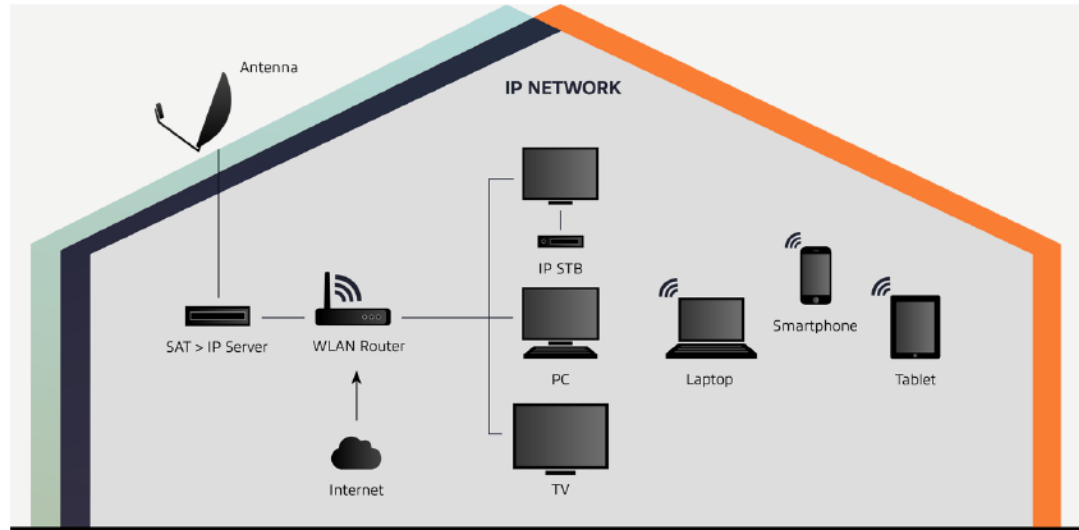 Antenna
IP NETWORK
IP STB
SAT > IP Server
WLAN Router
PC
Laptop
Smartphone
Tablet
Internet
TV